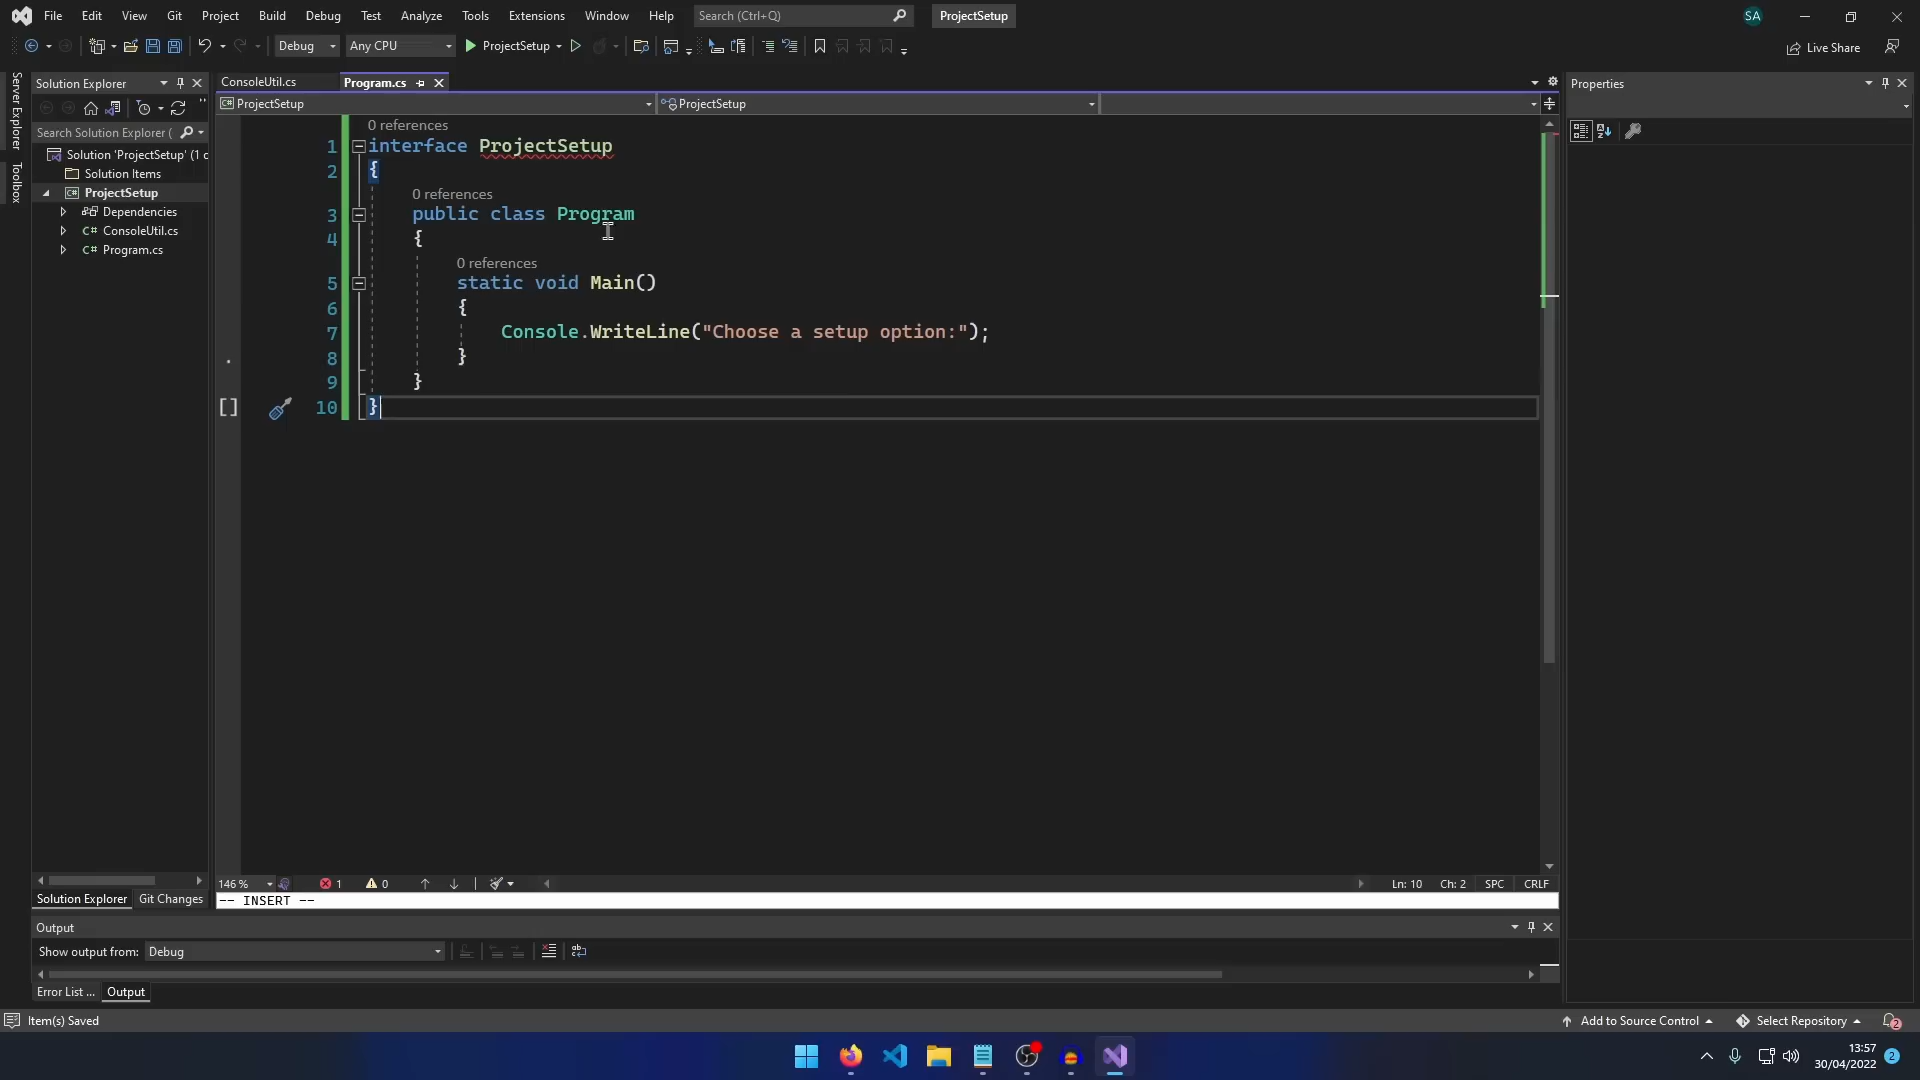 File Edit View Git Project Build Debug Test Analyze Tools Extensions Window Help Search (Ctrl+Q) ProjectSetup SA
Debug Any CPU ProjectSetup Live Share
Server Explorer
Toolbox
Solution Explorer
Search Solution Explorer (
Solution 'ProjectSetup' (1 c
Solution Items
ProjectSetup
Dependencies
C# ConsoleUtil.cs
C# Program.cs
Solution Explorer Git Changes
ConsoleUtil.cs Program.cs
C# ProjectSetup ProjectSetup
0 references
1 interface ProjectSetup
2 {
0 references
3 public class Program
4 {
0 references
5 static void Main()
6 {
7 Console.WriteLine("Choose a setup option:");
8 }
9 }
10 }
146 % 1 0 Ln: 10 Ch: 2 SPC CRLF
-- INSERT --
Properties
Output
Show output from: Debug
Error List ... Output
Item(s) Saved Add to Source Control Select Repository 2
13:57
30/04/2022 2